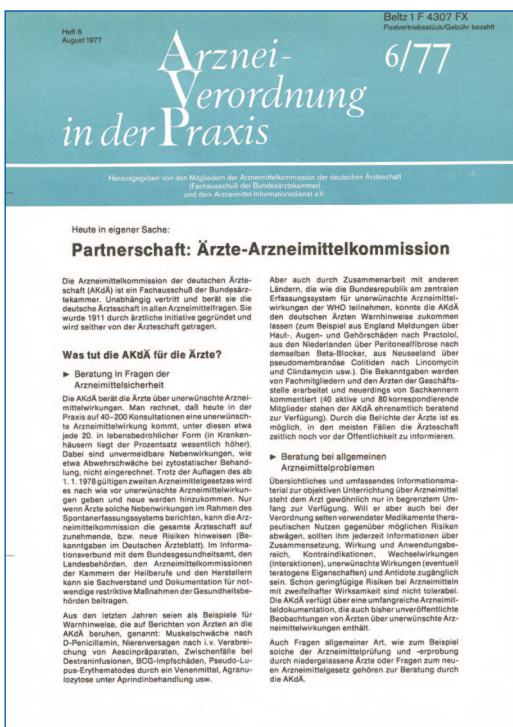 Beltz 1 F 4307 FX
Postvertriebsstück/Gebühr bezahlt
Heft 6
August 1977
Arznei-
Verordnung
in der Praxis
6/77
Herausgegeben von den Mitgliedern der Arzneimittelkommission der deutschen Ärzteschaft
(Fachausschuß der Bundesärztekammer)
und dem Arzneimittel-Informationsdienst e.V.
Heute in eigener Sache:
Partnerschaft: Ärzte-Arzneimittelkommission
Die Arzneimittelkommission der deutschen Ärzte-
schaft (AKdÄ) ist ein Fachausschuß der Bundesärz-
tekammer. Unabhängig vertritt und berät sie die
deutsche Ärzteschaft in allen Arzneimittelfragen. Sie
wurde 1911 durch ärztliche Initiative gegründet und
wird seither von der Ärzteschaft getragen.
Was tut die AKdÄ für die Ärzte?
► Beratung in Fragen der
Arzneimittelsicherheit
Die AKdÄ berät die Ärzte über unerwünschte Arznei-
mittelwirkungen. Man rechnet, daß heute in der
Praxis auf 40–200 Konsultationen eine unerwünsch-
te Arzneimittelwirkung kommt, unter diesen etwa
jede 20. in lebensbedrohlicher Form (in Kranken-
häusern liegt der Prozentsatz wesentlich höher).
Dabei sind unvermeidbare Nebenwirkungen, wie
etwa Abwehrschwäche bei zytostatischer Behand-
lung, nicht eingerechnet. Trotz der Auflagen des ab
1. 1. 1978 gültigen zweiten Arzneimittelgesetzes wird
es nach wie vor unerwünschte Arzneimittelwirkun-
gen geben und neue werden hinzukommen. Nur
wenn Ärzte solche Nebenwirkungen im Rahmen des
Spontanerfassungssystems berichten, kann die Arz-
neimittelkommission die gesamte Ärzteschaft auf
zunehmende, bzw. neue Risiken hinweisen (Be-
kanntgaben im Deutschen Ärzteblatt). Im Informa-
tionsverbund mit dem Bundesgesundheitsamt, den
Landesbehörden, den Arzneimittelkommissionen
der Kammern der Heilberufe und den Herstellern
kann sie Sachverstand und Dokumentation für not-
wendige restriktive Maßnahmen der Gesundheitsbe-
hörden beitragen.
Aus den letzten Jahren seien als Beispiele für
Warnhinweise, die auf Berichten von Ärzten an die
AKdÄ beruhen, genannt: Muskelschwäche nach
D-Penicillamin, Nierenversagen nach i.v. Verabrei-
chung von Aescinpräparaten, Zwischenfälle bei
Dextraninfusionen, BCG-Impfschäden, Pseudo-Lu-
pus-Erythematodes durch ein Venenmittel, Agranu-
lozytose unter Aprindinbehandlung usw.
Aber auch durch Zusammenarbeit mit anderen
Ländern, die wie die Bundesrepublik am zentralen
Erfassungssystem für unerwünschte Arzneimittel-
wirkungen der WHO teilnehmen, konnte die AKdÄ
den deutschen Ärzten Warnhinweise zukommen
lassen (zum Beispiel aus England Meldungen über
Haut-, Augen- und Gehörschäden nach Practolol,
aus den Niederlanden über Peritonealfibrose nach
demselben Beta-Blocker, aus Neuseeland über
pseudomembranöse Colitiden nach Lincomycin
und Clindamycin usw.). Die Bekanntgaben werden
von Fachmitgliedern und den Ärzten der Geschäfts-
stelle erarbeitet und neuerdings von Sachkennern
kommentiert (40 aktive und 80 korrespondierende
Mitglieder stehen der AKdÄ ehrenamtlich beratend
zur Verfügung). Durch die Berichte der Ärzte ist es
möglich, in den meisten Fällen die Ärzteschaft
zeitlich noch vor der Öffentlichkeit zu informieren.
► Beratung bei allgemeinen
Arzneimittelproblemen
Übersichtliches und umfassendes Informationsma-
terial zur objektiven Unterrichtung über Arzneimittel
steht dem Arzt gewöhnlich nur in begrenztem Um-
fang zur Verfügung. Will er aber auch bei der
Verordnung selten verwendeter Medikamente thera-
peutischen Nutzen gegenüber möglichen Risiken
abwägen, sollten ihm jederzeit Informationen über
Zusammensetzung, Wirkung und Anwendungsbe-
reich, Kontraindikationen, Wechselwirkungen
(Interaktionen), unerwünschte Wirkungen (eventuell
teratogene Eigenschaften) und Antidote zugänglich
sein. Schon geringfügige Risiken bei Arzneimitteln
mit zweifelhafter Wirksamkeit sind nicht tolerabel.
Die AKdÄ verfügt über eine umfangreiche Arzneimit-
teldokumentation, die auch bisher unveröffentlichte
Beobachtungen von Ärzten über unerwünschte Arz-
neimittelwirkungen enthält.
Auch Fragen allgemeiner Art, wie zum Beispiel
solche der Arzneimittelprüfung und -erprobung
durch niedergelassene Ärzte oder Fragen zum neu-
en Arzneimittelgesetz gehören zur Beratung durch
die AKdÄ.